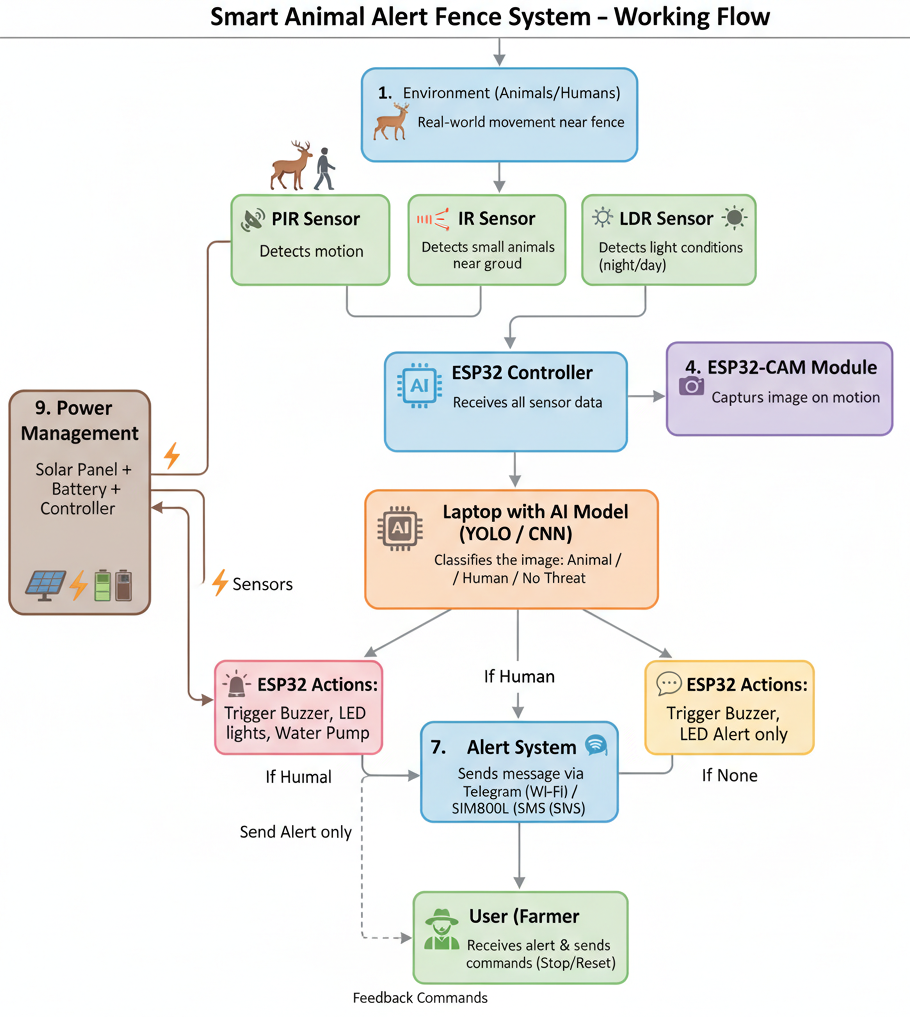 Smart Animal Alert Fence System – Working Flow
1. Environment (Animals/Humans)
Real-world movement near fence
PIR Sensor
Detects motion
IR Sensor
Detects small animals
near groud
LDR Sensor
Detects light conditions
(night/day)
ESP32 Controller
AI
Receives all sensor data
4. ESP32-CAM Module
Capturs image on motion
9. Power
Management
Solar Panel +
Battery +
Controller
Sensors
Laptop with AI Model
(YOLO / CNN)
AI
Classifies the image: Animal /
/ Human / No Threat
ESP32 Actions:
Trigger Buzzer, LED
lights, Water Pump
If Human
ESP32 Actions:
Trigger Buzzer,
LED Alert only
If Huımal
7. Alert System
Sends message via
Telegram (WI-FI) /
SIM800L (SMS (SNS)
If None
Send Alert only
User (Farmer
Receives alert & sends
commands (Stop/Reset)
Feedback Commands